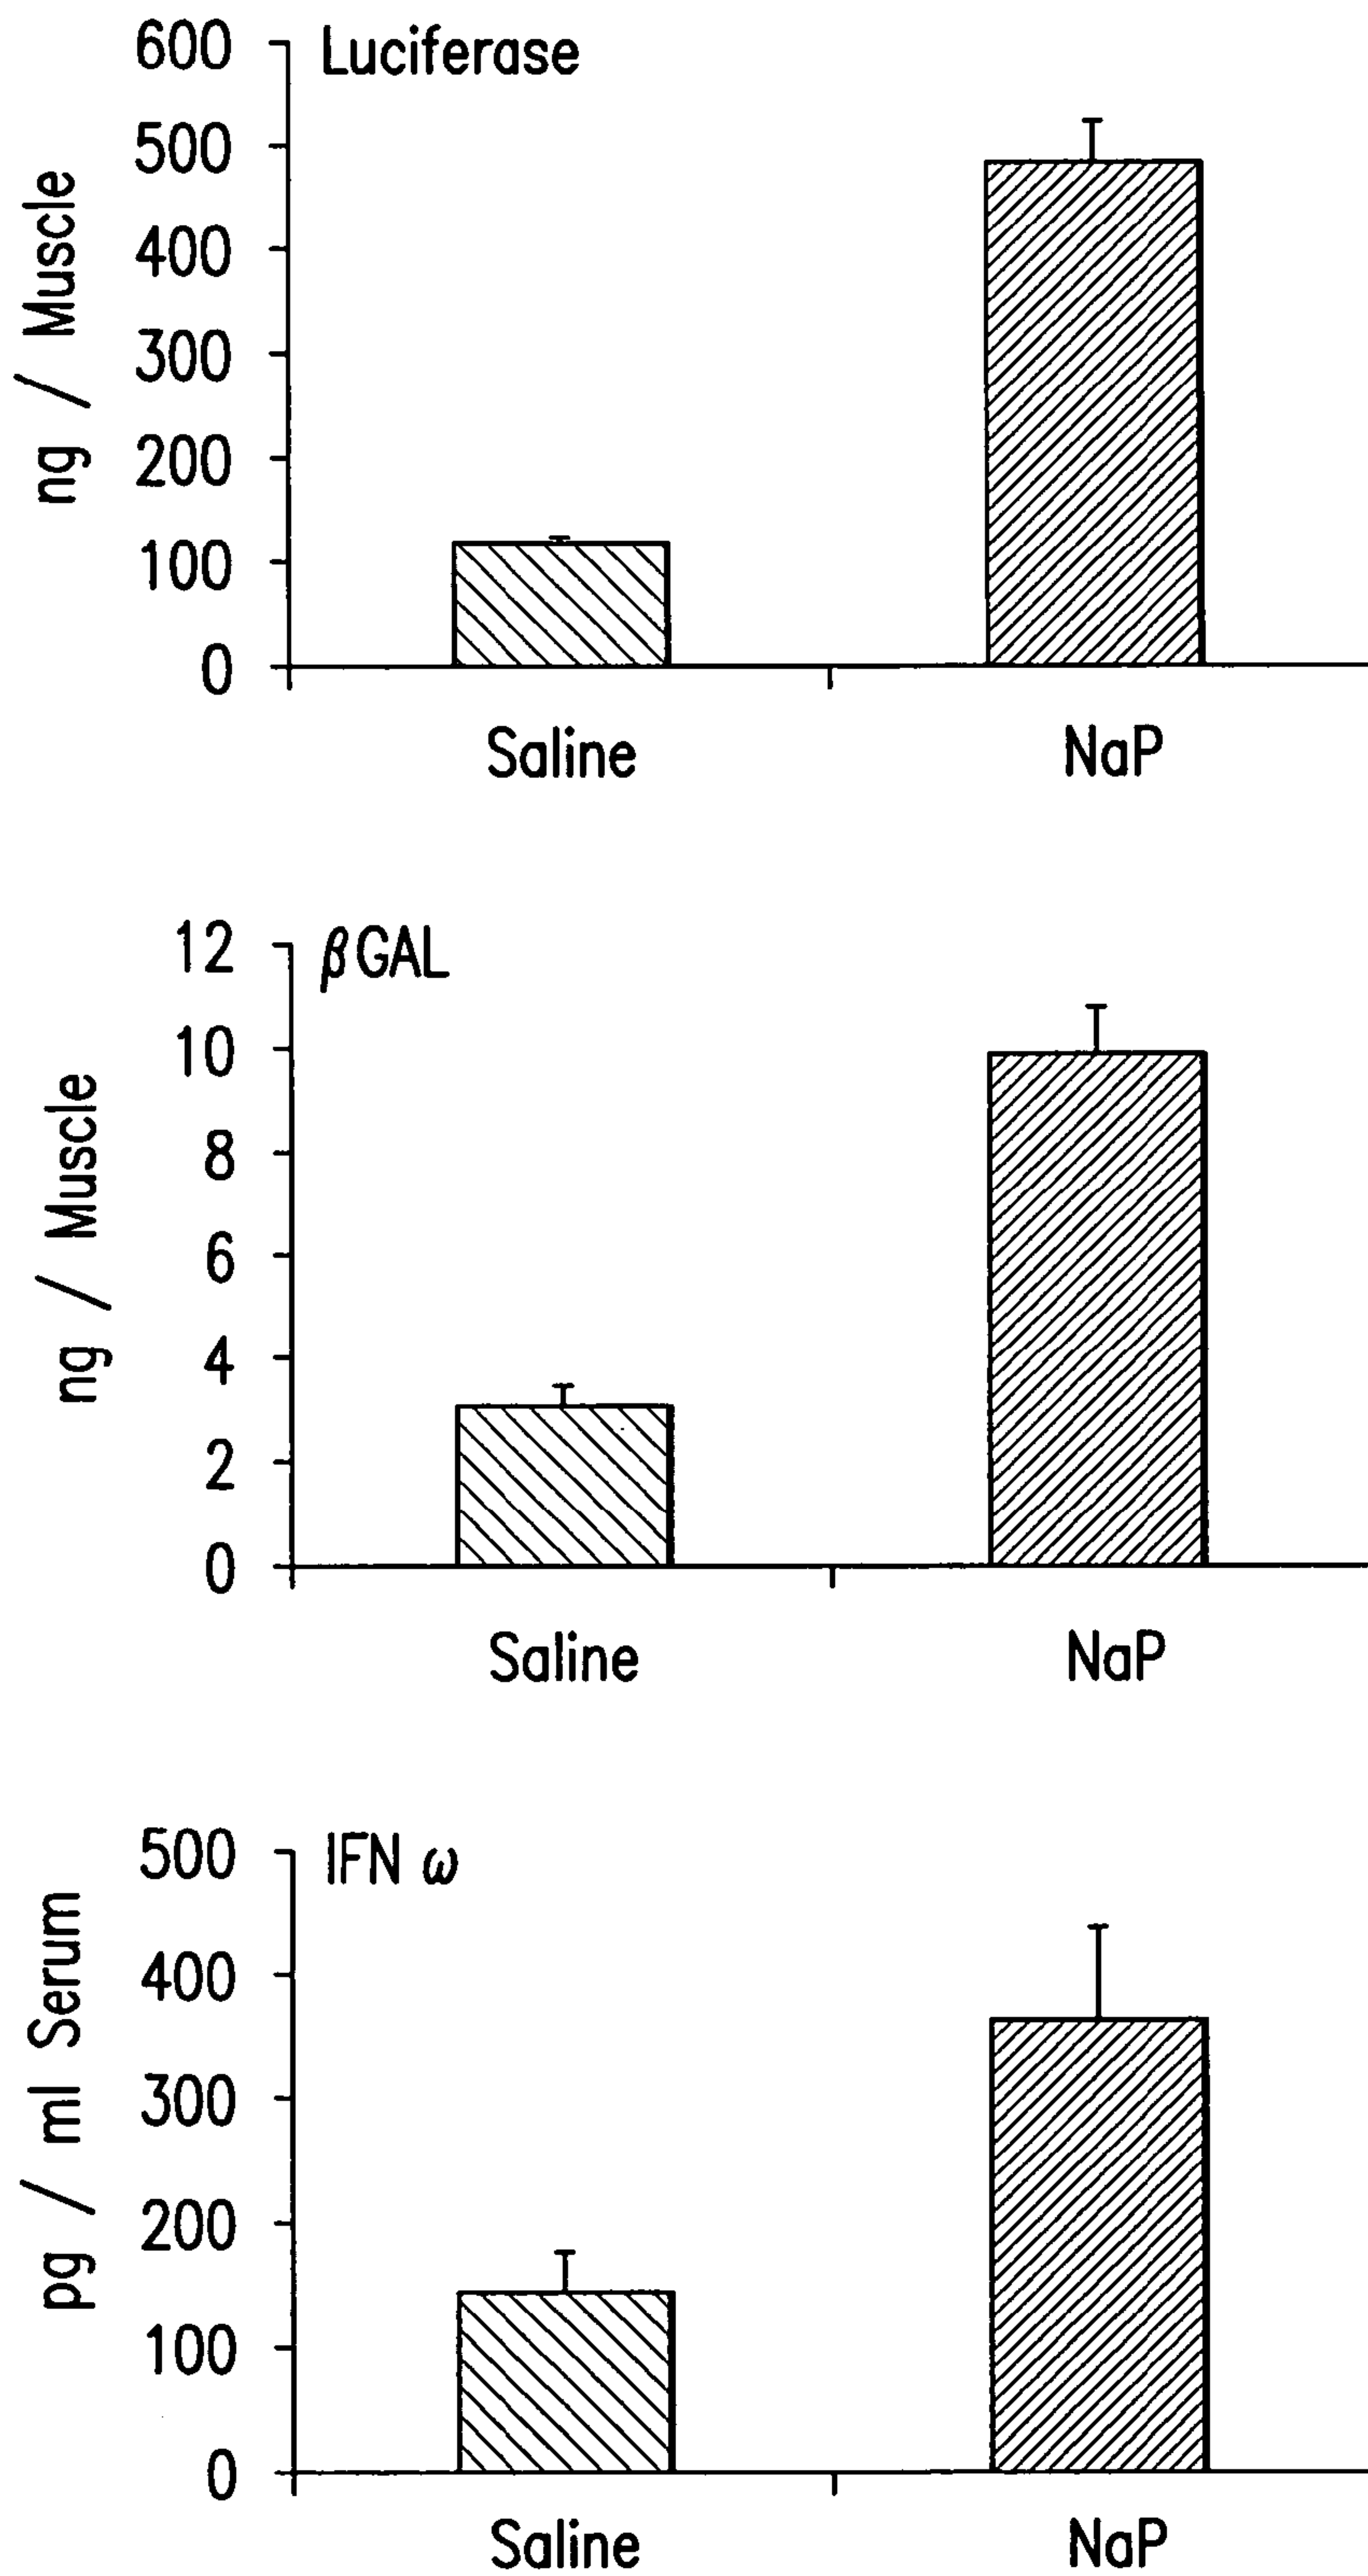 Luciferase
600
500
400
300
200
100
0
ng / Muscle
Saline NaP
βGAL
12
10
8
6
4
2
0
ng / Muscle
Saline NaP
IFN ω
500
400
300
200
100
0
pg / ml Serum
Saline NaP